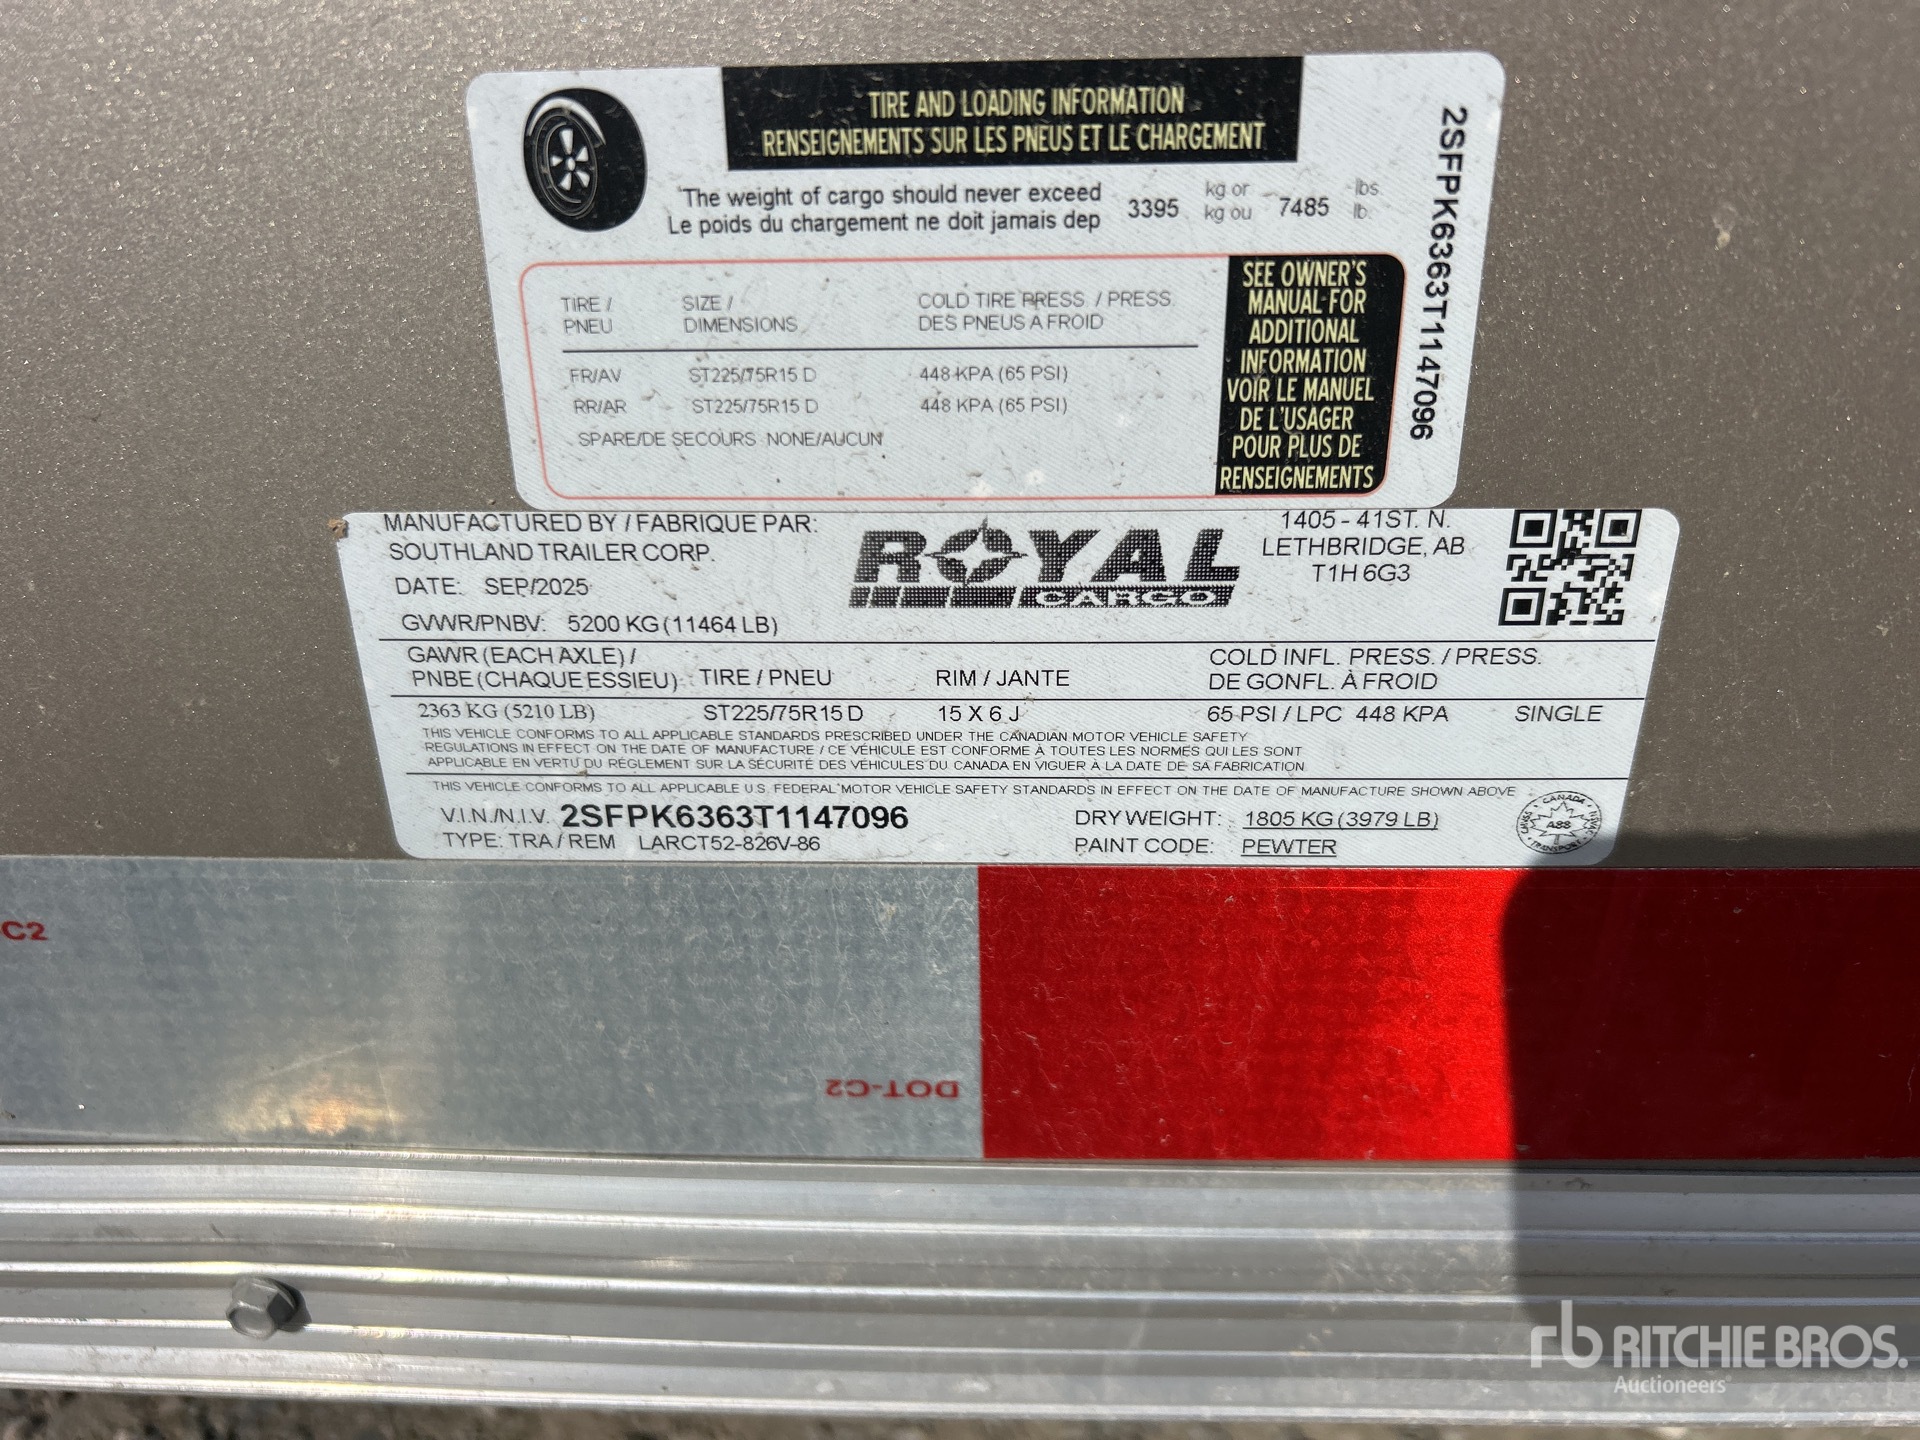 TIRE AND LOADING INFORMATION
RENSEIGNEMENTS SUR LES PNEUS ET LE CHARGEMENT
The weight of cargo should never exceed
Le poids du chargement ne doit jamais dep
3395 kg or 7485 lbs.
kg ou lb.
TIRE / SIZE / COLD TIRE PRESS. / PRESS.
PNEU DIMENSIONS DES PNEUS A FROID
FR/AV ST225/75R15 D 448 KPA (65 PSI)
RR/AR ST225/75R15 D 448 KPA (65 PSI)
SPARE/DE SECOURS NONE/AUCUN
SEE OWNER'S
MANUAL FOR
ADDITIONAL
INFORMATION
VOIR LE MANUEL
DE L'USAGER
POUR PLUS DE
RENSEIGNEMENTS
2SFPK6363T1147096
MANUFACTURED BY / FABRIQUE PAR:
SOUTHLAND TRAILER CORP.
DATE: SEP/2025
GVWR/PNBV: 5200 KG (11464 LB)
ROYAL
CARGO
1405 - 41ST. N.
LETHBRIDGE, AB
T1H 6G3
GAWR (EACH AXLE) /
PNBE (CHAQUE ESSIEU) TIRE / PNEU RIM / JANTE
COLD INFL. PRESS. / PRESS.
DE GONFL. À FROID
2363 KG (5210 LB) ST225/75R15 D 15 X 6 J 65 PSI / LPC 448 KPA SINGLE
THIS VEHICLE CONFORMS TO ALL APPLICABLE STANDARDS PRESCRIBED UNDER THE CANADIAN MOTOR VEHICLE SAFETY
REGULATIONS IN EFFECT ON THE DATE OF MANUFACTURE / CE VÉHICULE EST CONFORME À TOUTES LES NORMES QUI LES SONT
APPLICABLE EN VERTU DU RÈGLEMENT SUR LA SÉCURITÉ DES VÉHICULES DU CANADA EN VIGUER À LA DATE DE SA FABRICATION
THIS VEHICLE CONFORMS TO ALL APPLICABLE U.S. FEDERAL MOTOR VEHICLE SAFETY STANDARDS IN EFFECT ON THE DATE OF MANUFACTURE SHOWN ABOVE
V.I.N./N.I.V. 2SFPK6363T1147096 DRY WEIGHT: 1805 KG (3979 LB)
TYPE: TRA / REM LARCT52-826V-86 PAINT CODE: PEWTER
CANADA
TRANSPORT
-C2
DOT-C2
rb RITCHIE BROS.
Auctioneers